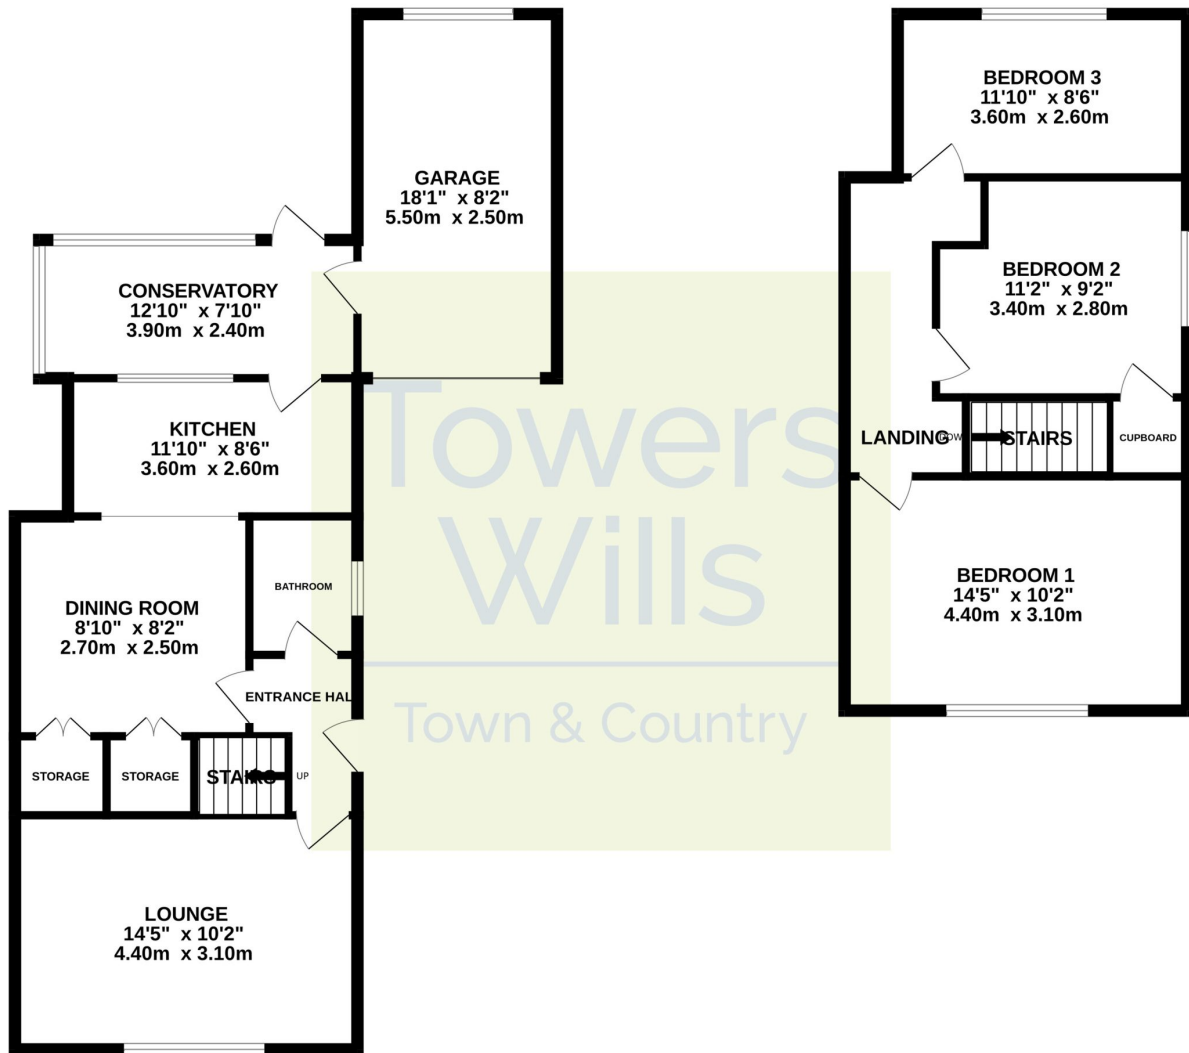 GARAGE
18'1" x 8'2"
5.50m x 2.50m
CONSERVATORY
12'10" x 7'10"
3.90m x 2.40m
KITCHEN
11'10" x 8'6"
3.60m x 2.60m
BATHROOM
DINING ROOM
8'10" x 8'2"
2.70m x 2.50m
ENTRANCE HAL
STORAGE
STORAGE
STAIRS
UP
LOUNGE
14'5" x 10'2"
4.40m x 3.10m
Towers
Wills
Town & Country
BEDROOM 3
11'10" x 8'6"
3.60m x 2.60m
BEDROOM 2
11'2" x 9'2"
3.40m x 2.80m
LANDING
STAIRS
CUPBOARD
BEDROOM 1
14'5" x 10'2"
4.40m x 3.10m